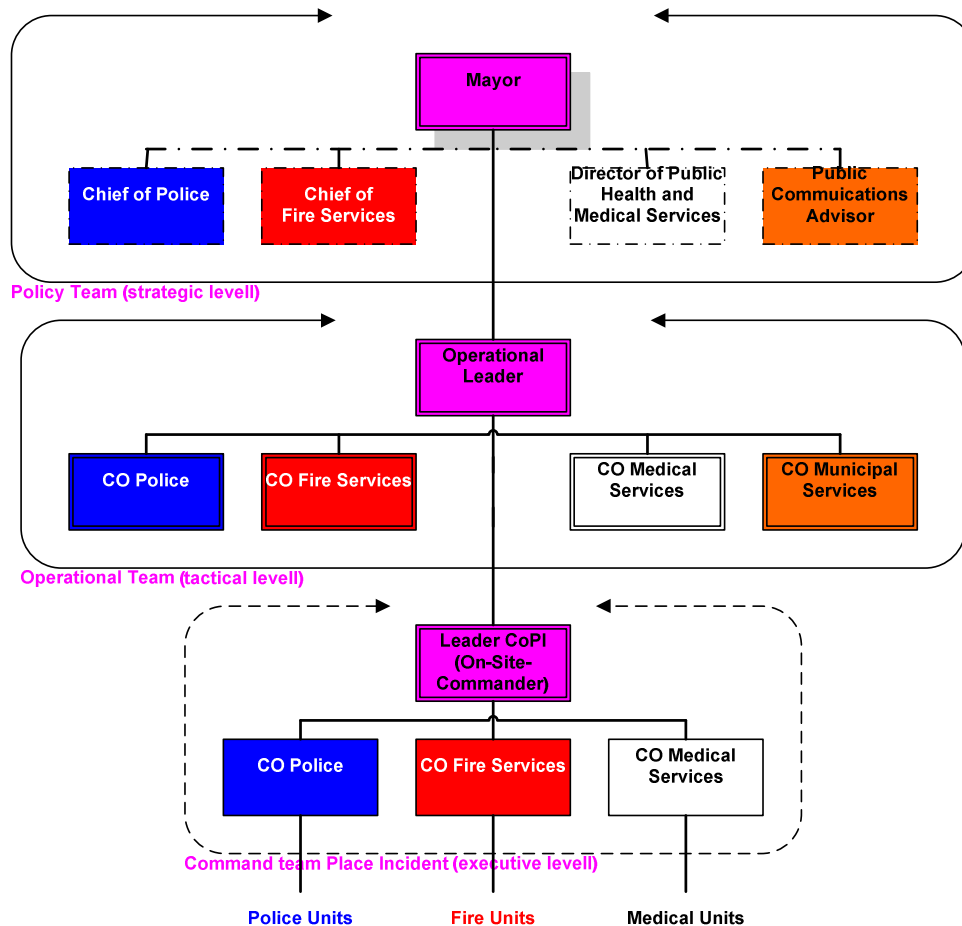 Mayor
Chief of Police
Chief of
Fire Services
Director of Public
Health and
Medical Services
Public
Commuications
Advisor
Policy Team (strategic levell)
Operational
Leader
CO Police
CO Fire Services
CO Medical
Services
CO Municipal
Services
Operational Team (tactical levell)
Leader CoPI
(On-Site-
Commander)
CO Police
CO Fire Services
CO Medical
Services
Command team Place Incident (executive levell)
Police Units
Fire Units
Medical Units